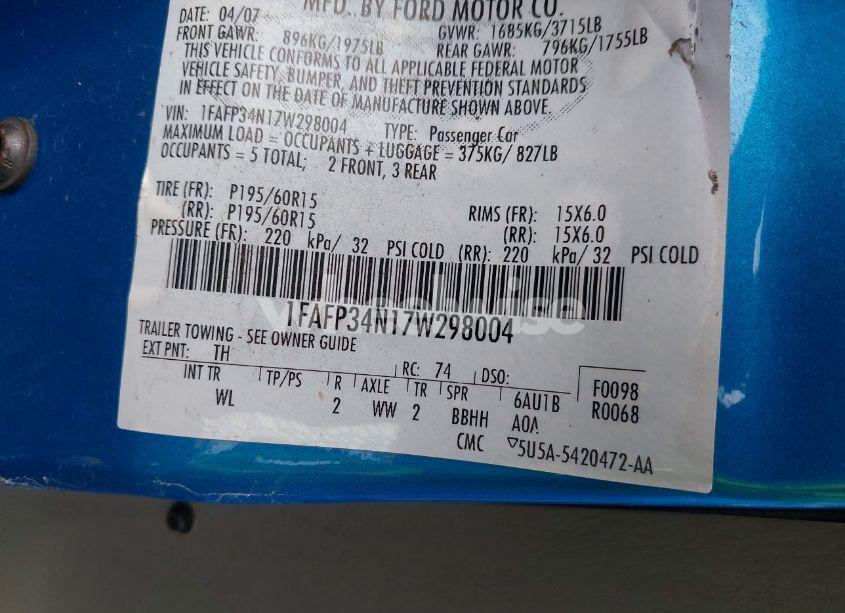 MFD. BY FORD MOTOR CO.
DATE: 04/07 GVWR: 1685KG/3715LB
FRONT GAWR: 896KG/1975LB REAR GAWR: 796KG/1755LB
THIS VEHICLE CONFORMS TO ALL APPLICABLE FEDERAL MOTOR
VEHICLE SAFETY, BUMPER, AND THEFT PREVENTION STANDARDS
IN EFFECT ON THE DATE OF MANUFACTURE SHOWN ABOVE.
VIN: 1FAFP34N17W298004 TYPE: Passenger Car
MAXIMUM LOAD = OCCUPANTS + LUGGAGE = 375KG/ 827LB
OCCUPANTS = 5 TOTAL; 2 FRONT, 3 REAR
TIRE (FR): P195/60R15 RIMS (FR): 15X6.0
(RR): P195/60R15 (RR): 15X6.0
PRESSURE (FR): 220 kPa/ 32 PSI COLD (RR): 220 kPa/ 32 PSI COLD
1FAFP34N17W298004
TRAILER TOWING - SEE OWNER GUIDE
EXT PNT: TH RC: 74 DSO: F0098
INT TR TP/PS R AXLE TR SPR 6AU1B R0068
WL 2 WW 2 BBHH AOA
CMC ▽5U5A-5420472-AA